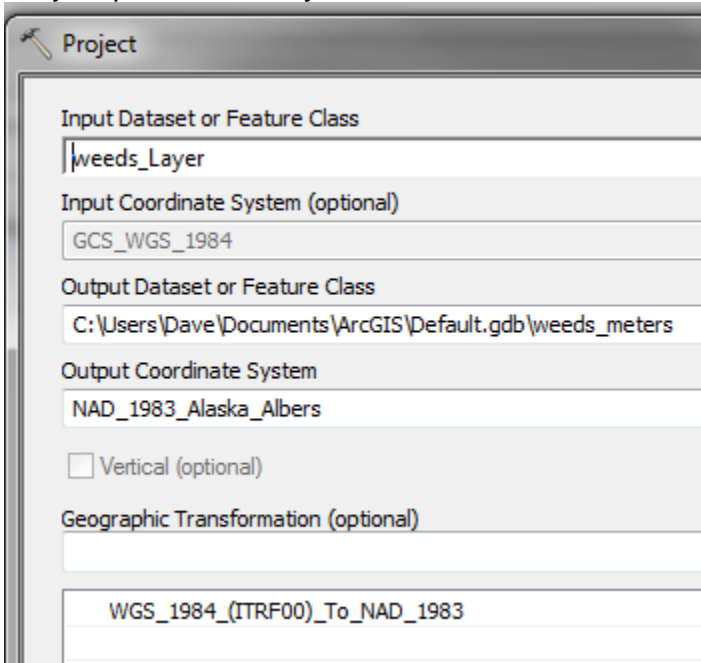 Project
Input Dataset or Feature Class
weeds_Layer
Input Coordinate System (optional)
GCS_WGS_1984
Output Dataset or Feature Class
C:\Users\Dave\Documents\ArcGIS\Default.gdb\weeds_meters
Output Coordinate System
NAD_1983_Alaska_Albers
Vertical (optional)
Geographic Transformation (optional)
WGS_1984_(ITRF00)_To_NAD_1983